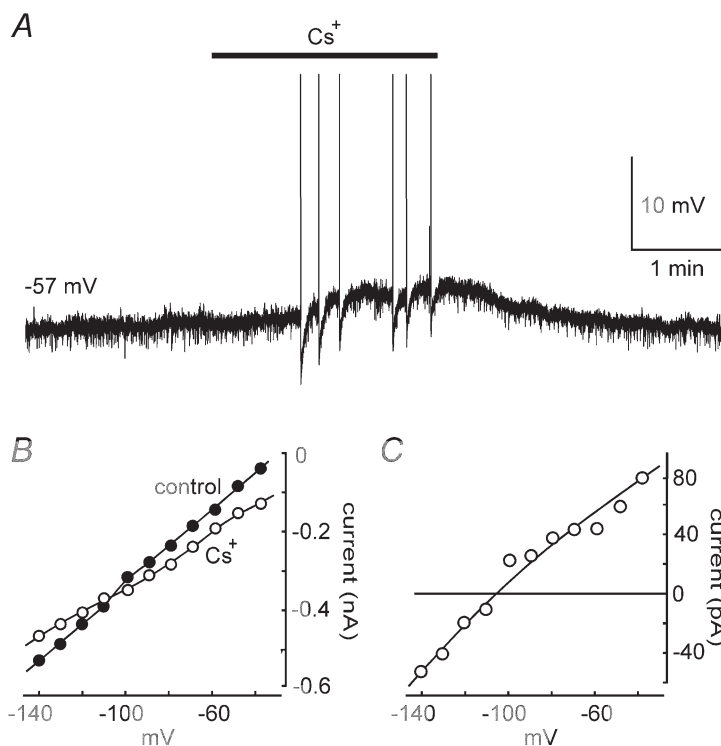 A
Cs+
10 mV
1 min
-57 mV
B
control
Cs+
0
-0.2
-0.4
-0.6
current (nA)
-140
-100
-60
mV
C
80
40
0
-40
current (pA)
-140
-100
-60
mV